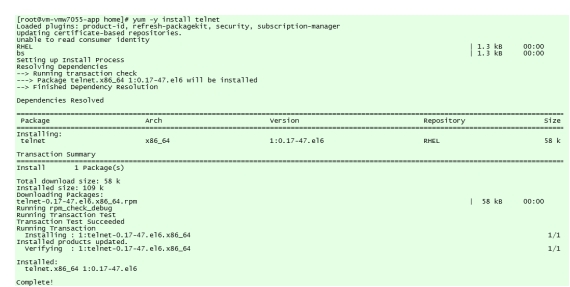 [root@vm-vmw7055-app home]# yum -y install telnet
Loaded plugins: product-id, refresh-packagekit, security, subscription-manager
Updating certificate-based repositories.
Unable to read consumer identity
RHEL | 1.3 kB 00:00
bs | 1.3 kB 00:00
Setting up Install Process
Resolving Dependencies
--> Running transaction check
---> Package telnet.x86_64 1:0.17-47.el6 will be installed
--> Finished Dependency Resolution
Dependencies Resolved
Package Arch Version Repository Size
Installing:
telnet x86_64 1:0.17-47.el6 RHEL 58 k
Transaction Summary
Install 1 Package(s)
Total download size: 58 k
Installed size: 109 k
Downloading Packages:
telnet-0.17-47.el6.x86_64.rpm | 58 kB 00:00
Running rpm_check_debug
Running Transaction Test
Transaction Test Succeeded
Running Transaction
Installing : 1:telnet-0.17-47.el6.x86_64 1/1
Installed products updated.
Verifying : 1:telnet-0.17-47.el6.x86_64 1/1
Installed:
telnet.x86_64 1:0.17-47.el6
Complete!